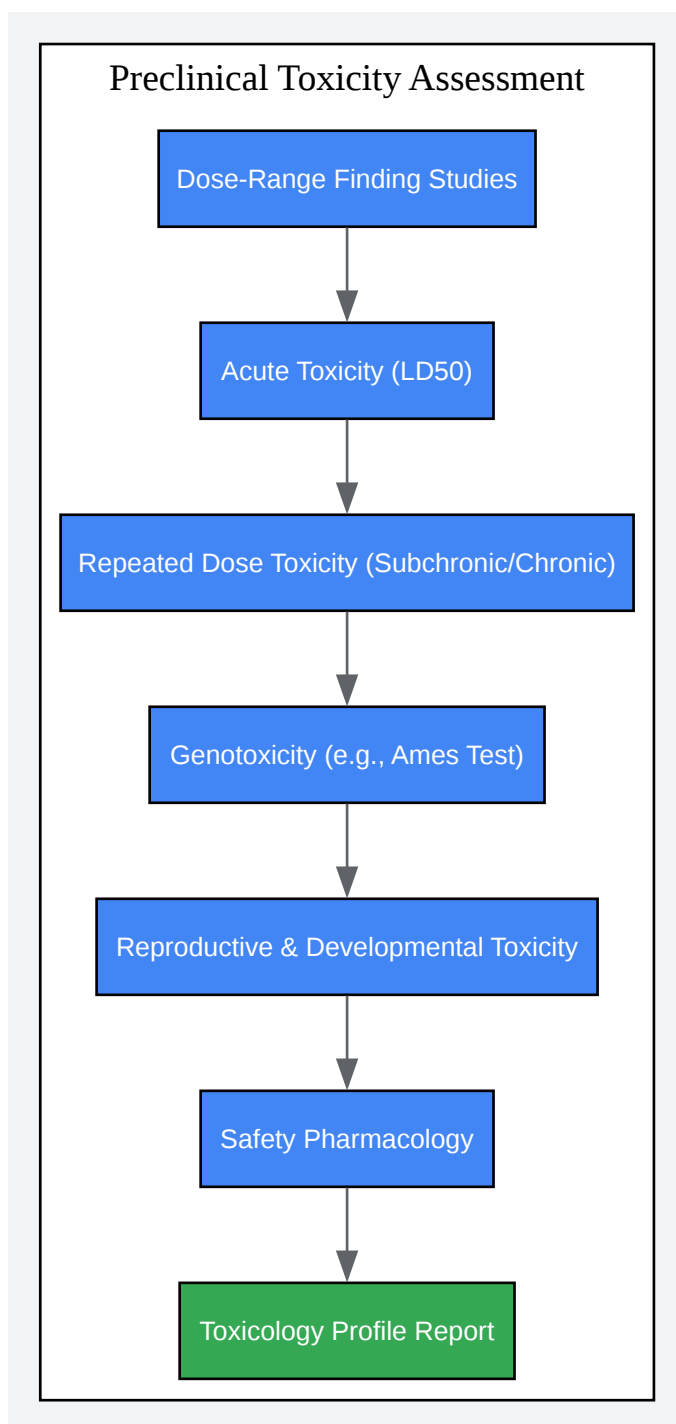 Preclinical Toxicity Assessment
Dose-Range Finding Studies
Acute Toxicity (LD50)
Repeated Dose Toxicity (Subchronic/Chronic)
Genotoxicity (e.g., Ames Test)
Reproductive & Developmental Toxicity
Safety Pharmacology
Toxicology Profile Report